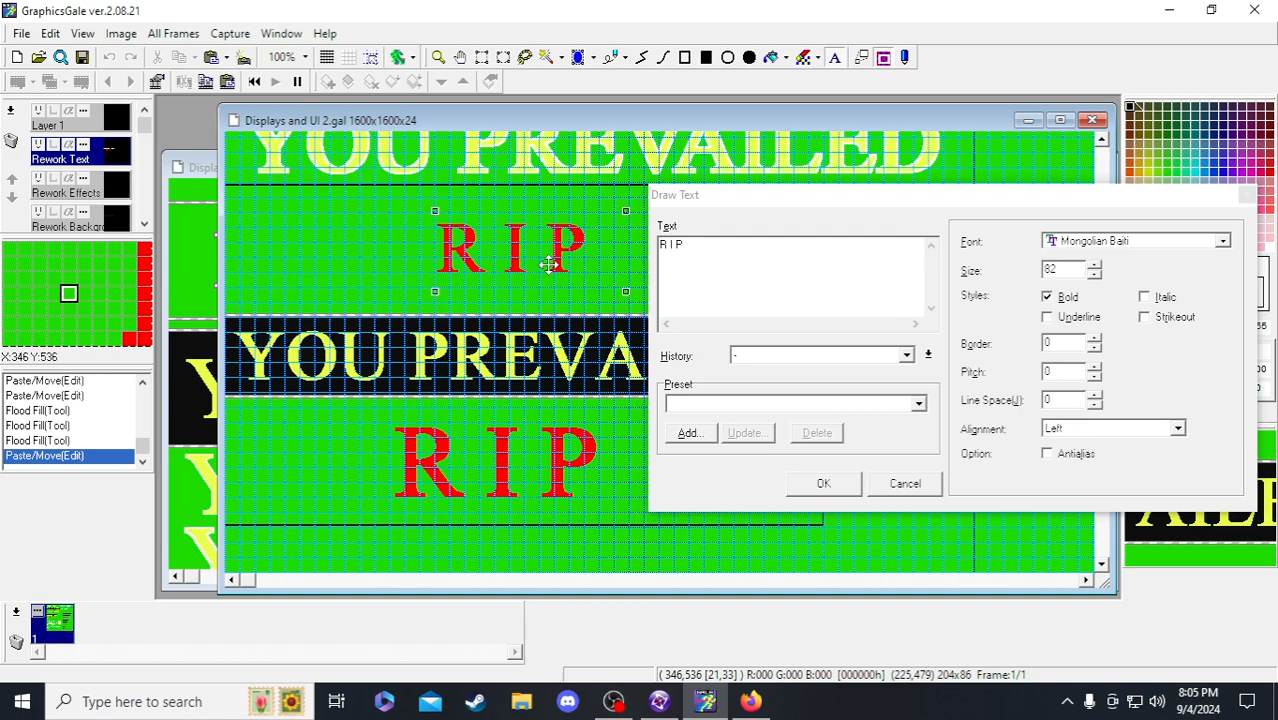 GraphicsGale ver.2.08.21
File Edit View Image All Frames Capture Window Help
100%
Layer 1
Rework Text
Rework Effects
Rework Backgro
X:346 Y:536
Paste/Move(Edit)
Paste/Move(Edit)
Flood Fill(Tool)
Flood Fill(Tool)
Flood Fill(Tool)
Paste/Move(Edit)
Displa
Displays and UI 2.gal 1600x1600x24
YOU PREVAILED
R I P
YOU PREVA
R I P
Draw Text
Text
R I P
History: -
Preset
Add... Update... Delete
OK Cancel
Font: Mongolian Baiti
Size: 82
Styles: Bold Italic
Underline Strikeout
Border: 0
Pitch: 0
Line Space(J): 0
Alignment: Left
Option: Antialias
AILE
1
( 346,536 [21,33] ) R:000 G:000 B:000 [000000h] (225,479) 204x86 Frame:1/1
Type here to search
8:05 PM
9/4/2024